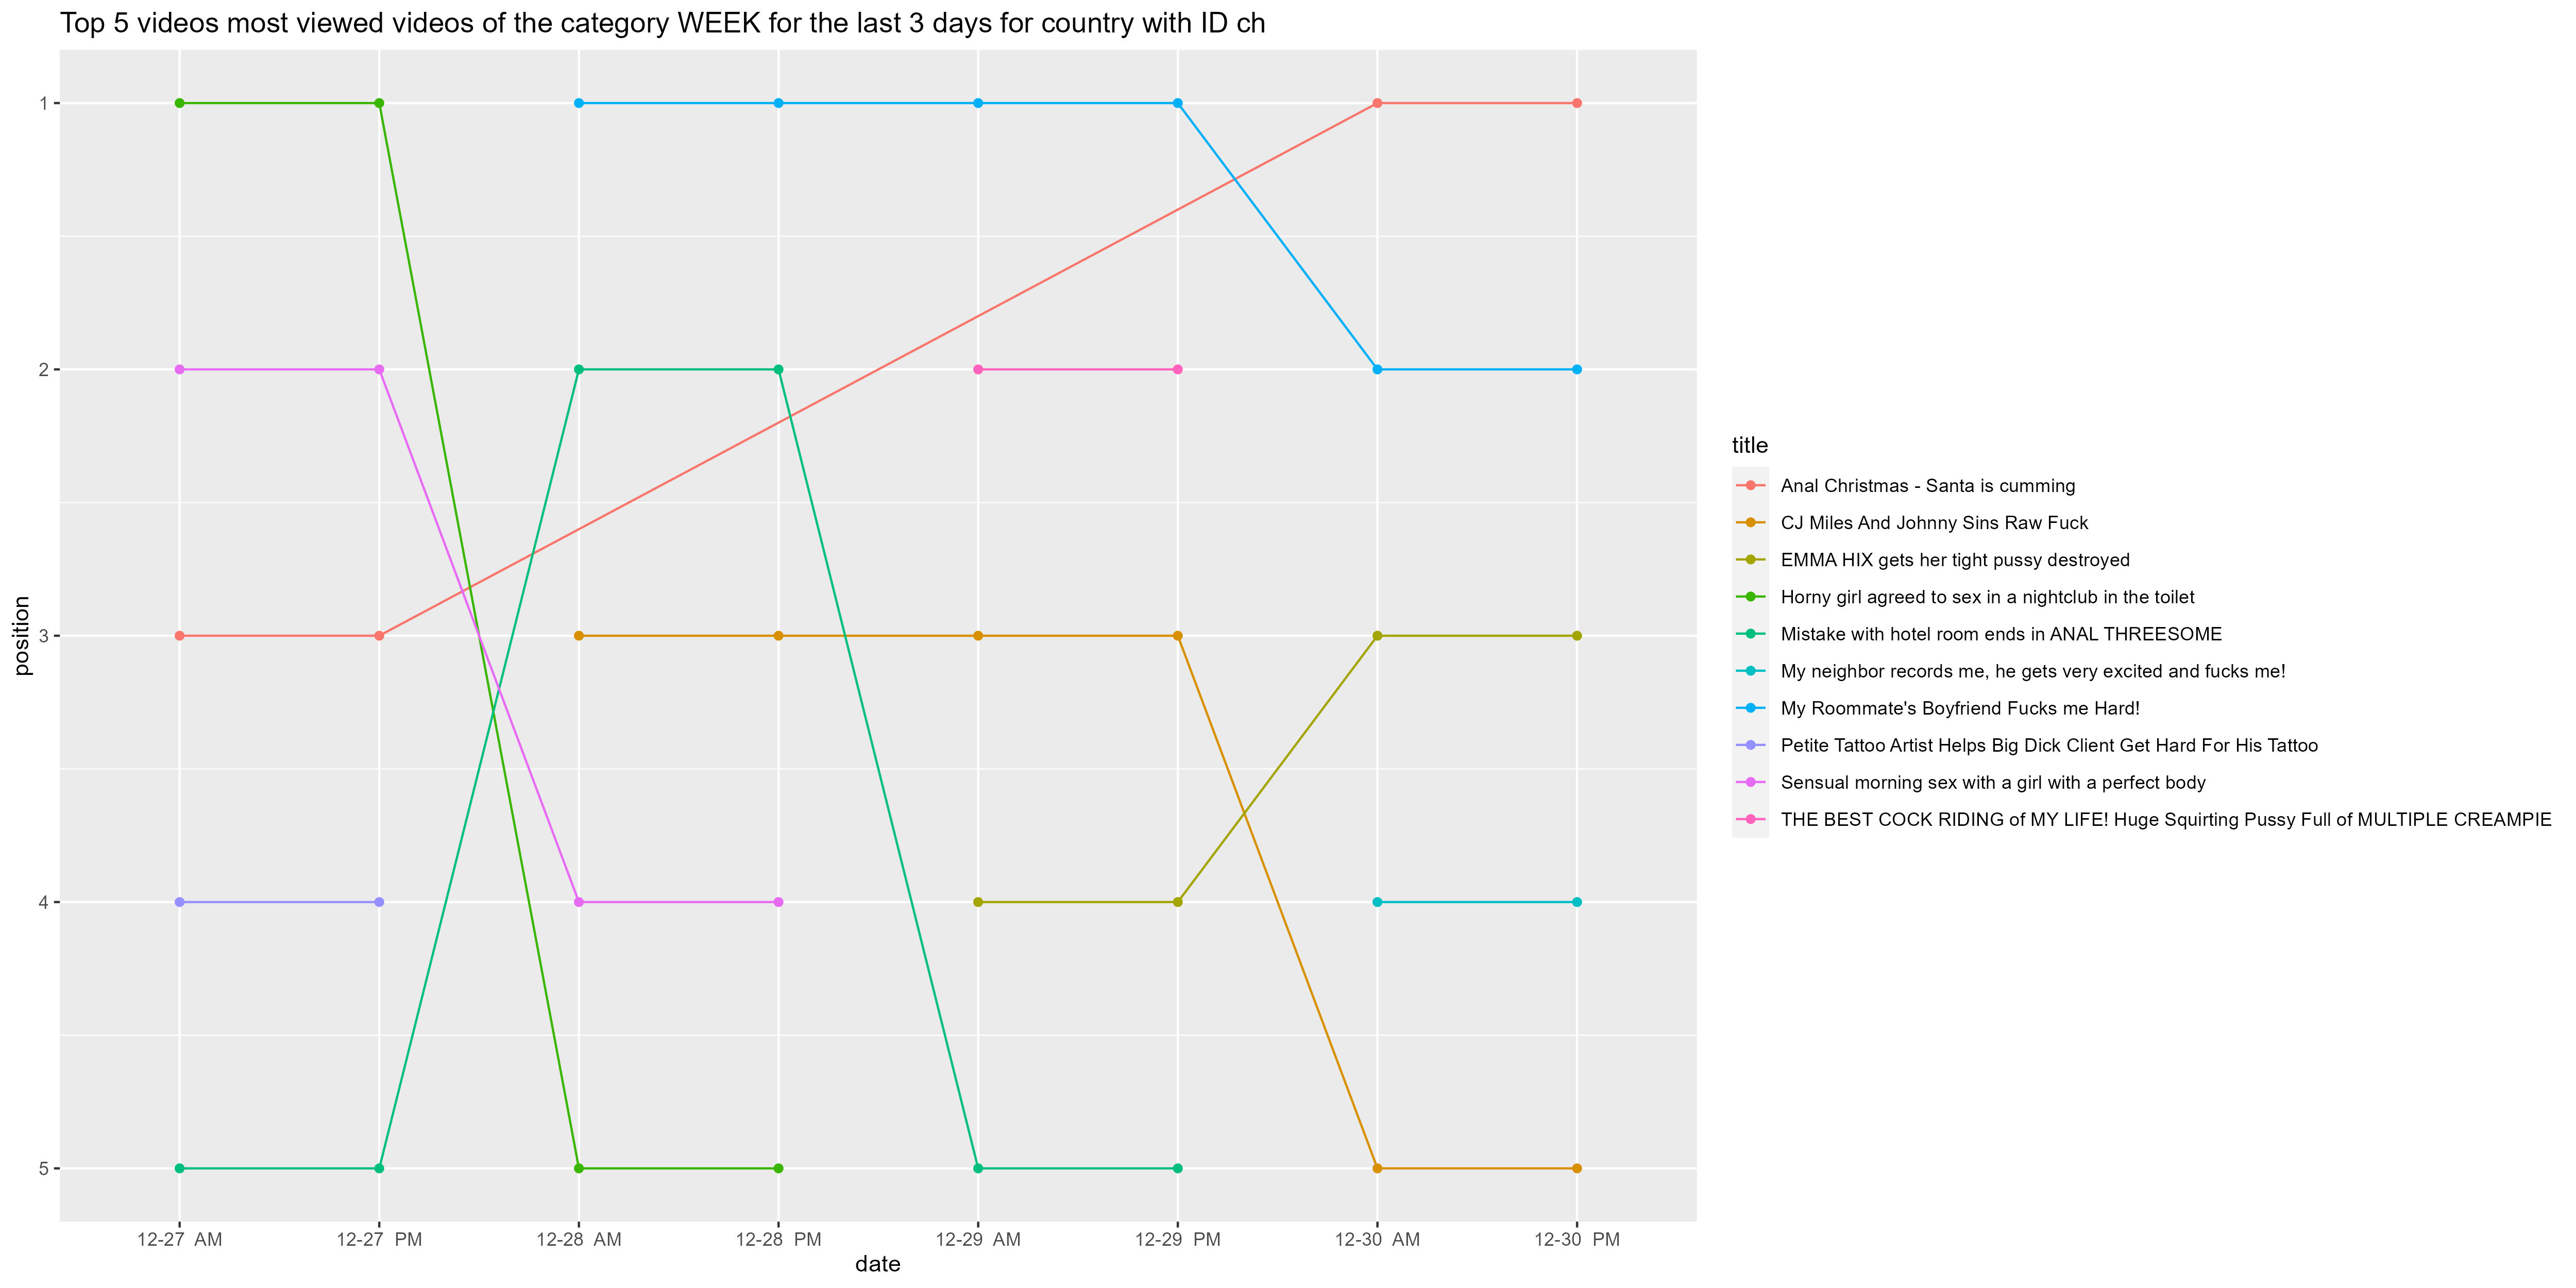 Top 5 videos most viewed videos of the category WEEK for the last 3 days for country with ID ch
position
1
2
3
4
5
12-27 AM
12-27 PM
12-28 AM
12-28 PM
12-29 AM
12-29 PM
12-30 AM
12-30 PM
date
title
Anal Christmas - Santa is cumming
CJ Miles And Johnny Sins Raw Fuck
EMMA HIX gets her tight pussy destroyed
Horny girl agreed to sex in a nightclub in the toilet
Mistake with hotel room ends in ANAL THREESOME
My neighbor records me, he gets very excited and fucks me!
My Roommate's Boyfriend Fucks me Hard!
Petite Tattoo Artist Helps Big Dick Client Get Hard For His Tattoo
Sensual morning sex with a girl with a perfect body
THE BEST COCK RIDING of MY LIFE! Huge Squirting Pussy Full of MULTIPLE CREAMPIE